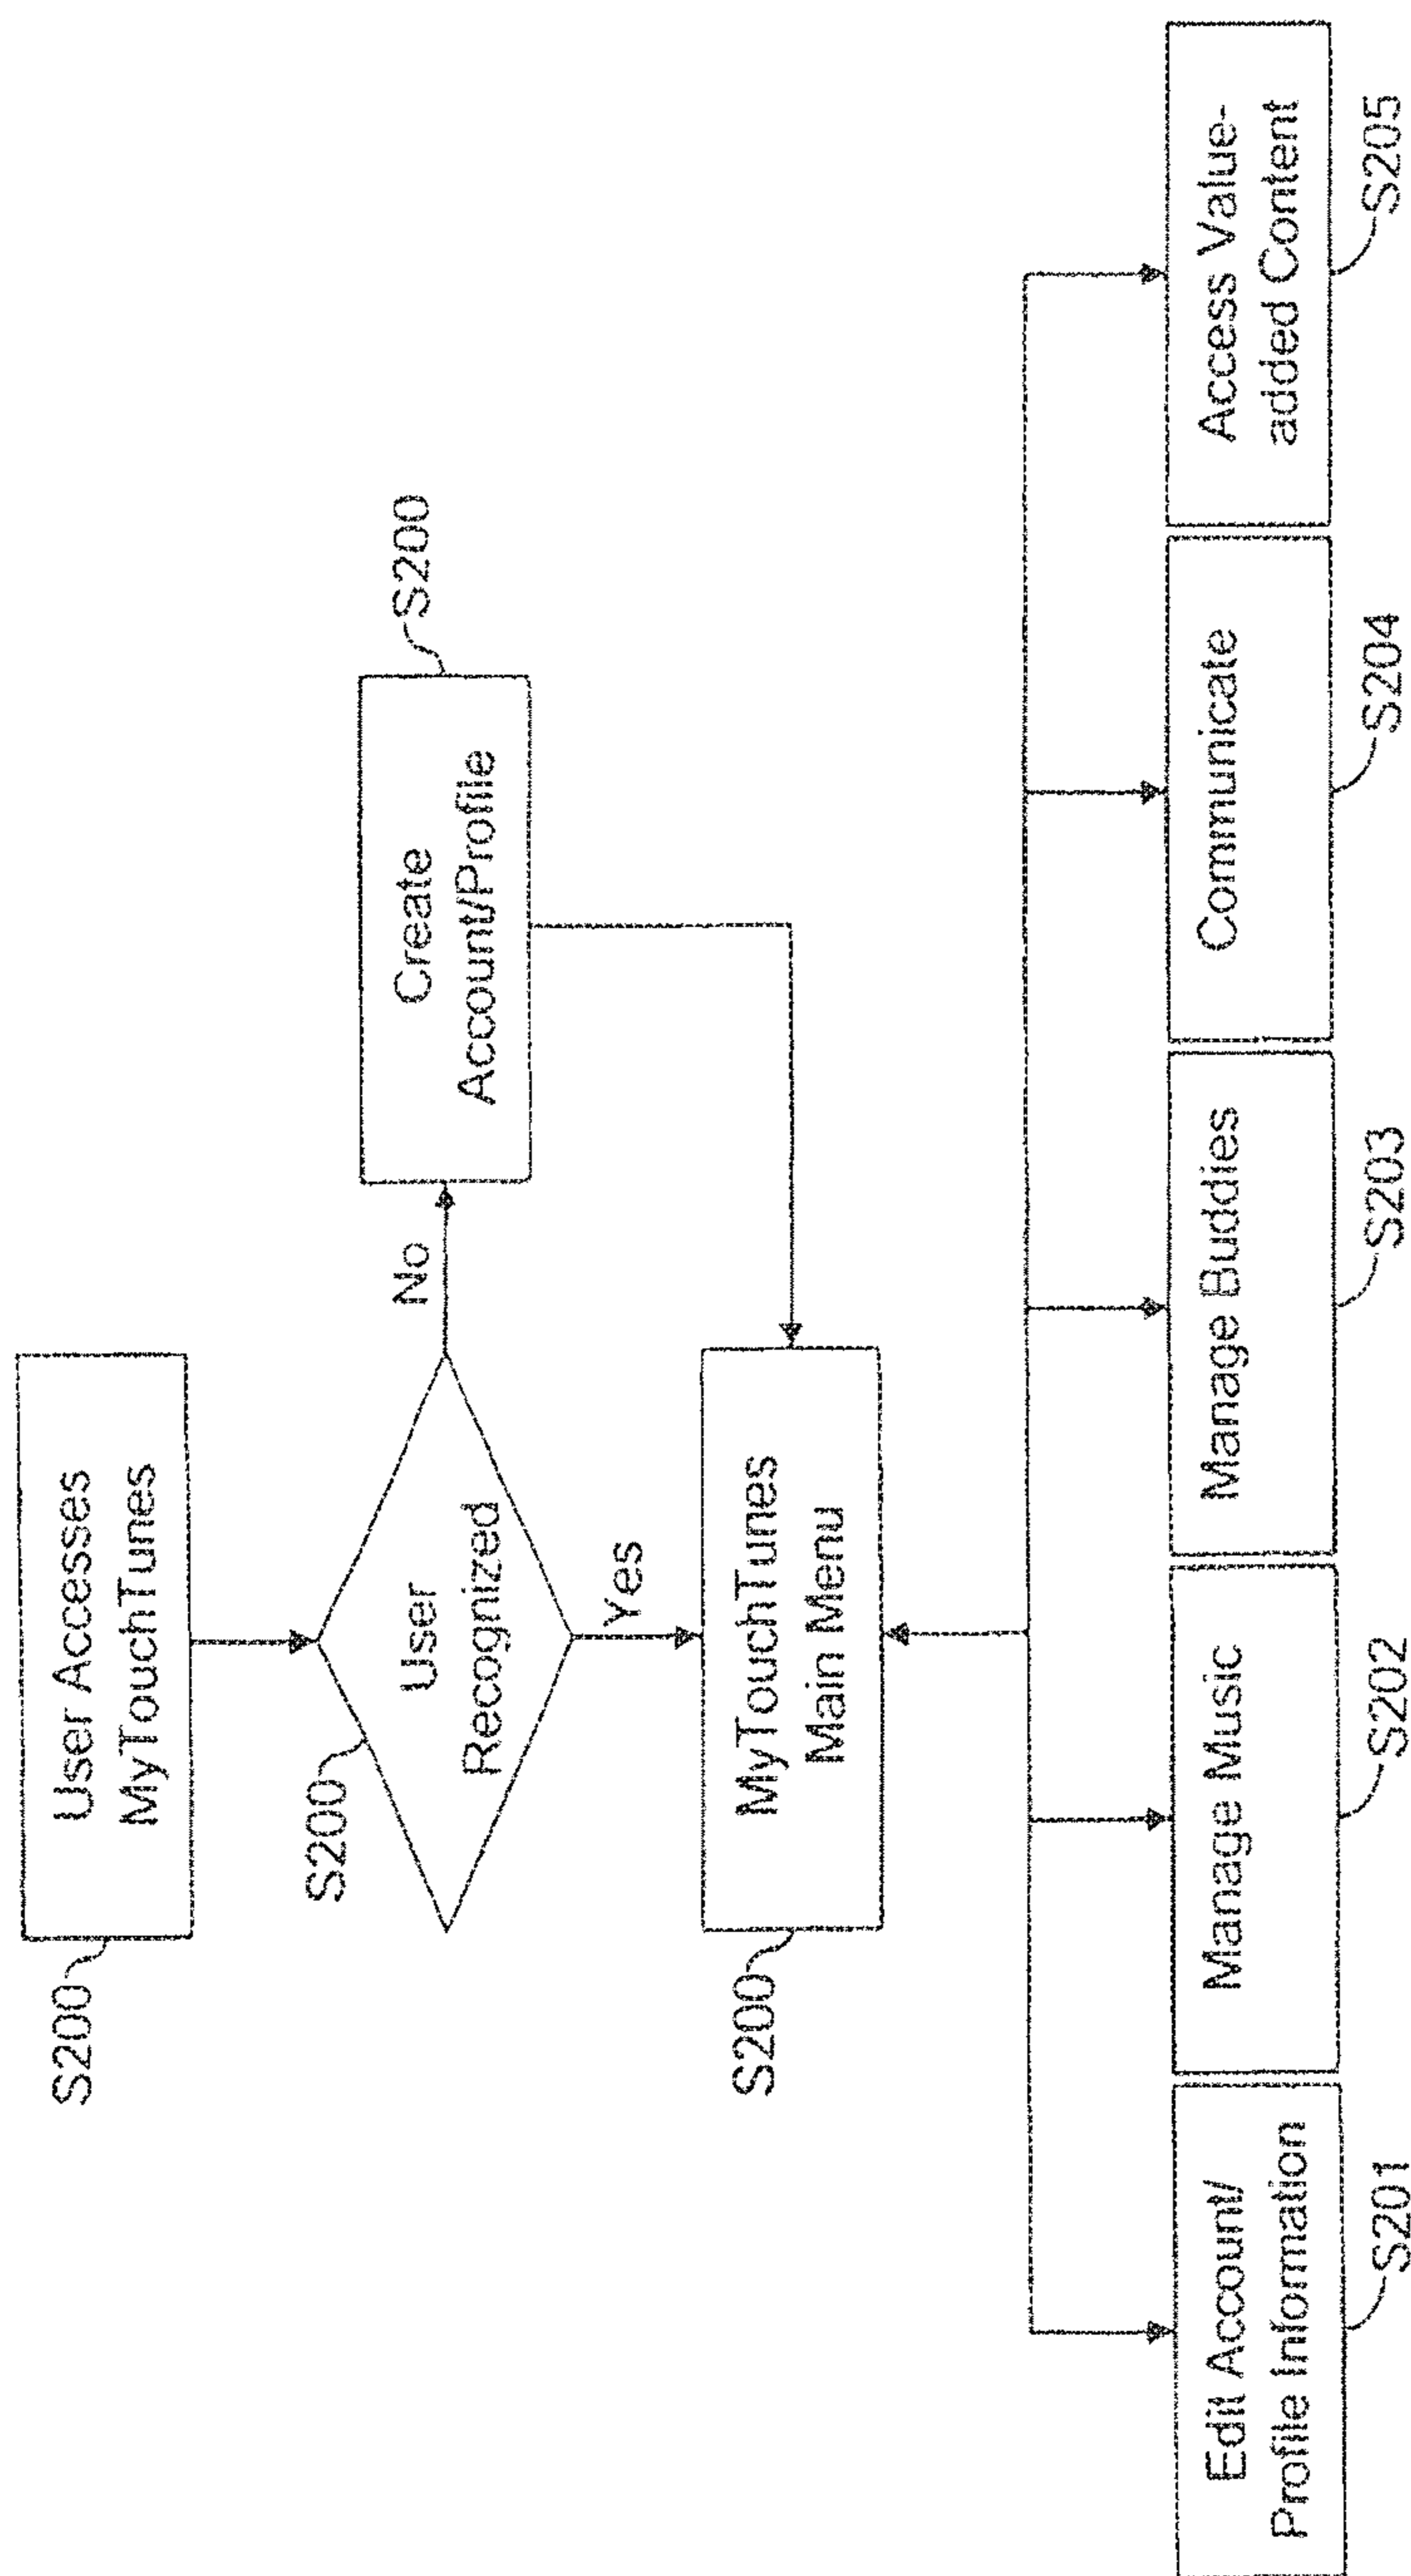 User Accesses
MyTouchTunes
S200
User
Recognized
S200
No
Create
Account/Profile
S200
Yes
MyTouchTunes
Main Menu
S200
Edit Account/
Profile Information
S201
Manage Music
S202
Manage Buddies
S203
Communicate
S204
Access Value-
added Content
S205